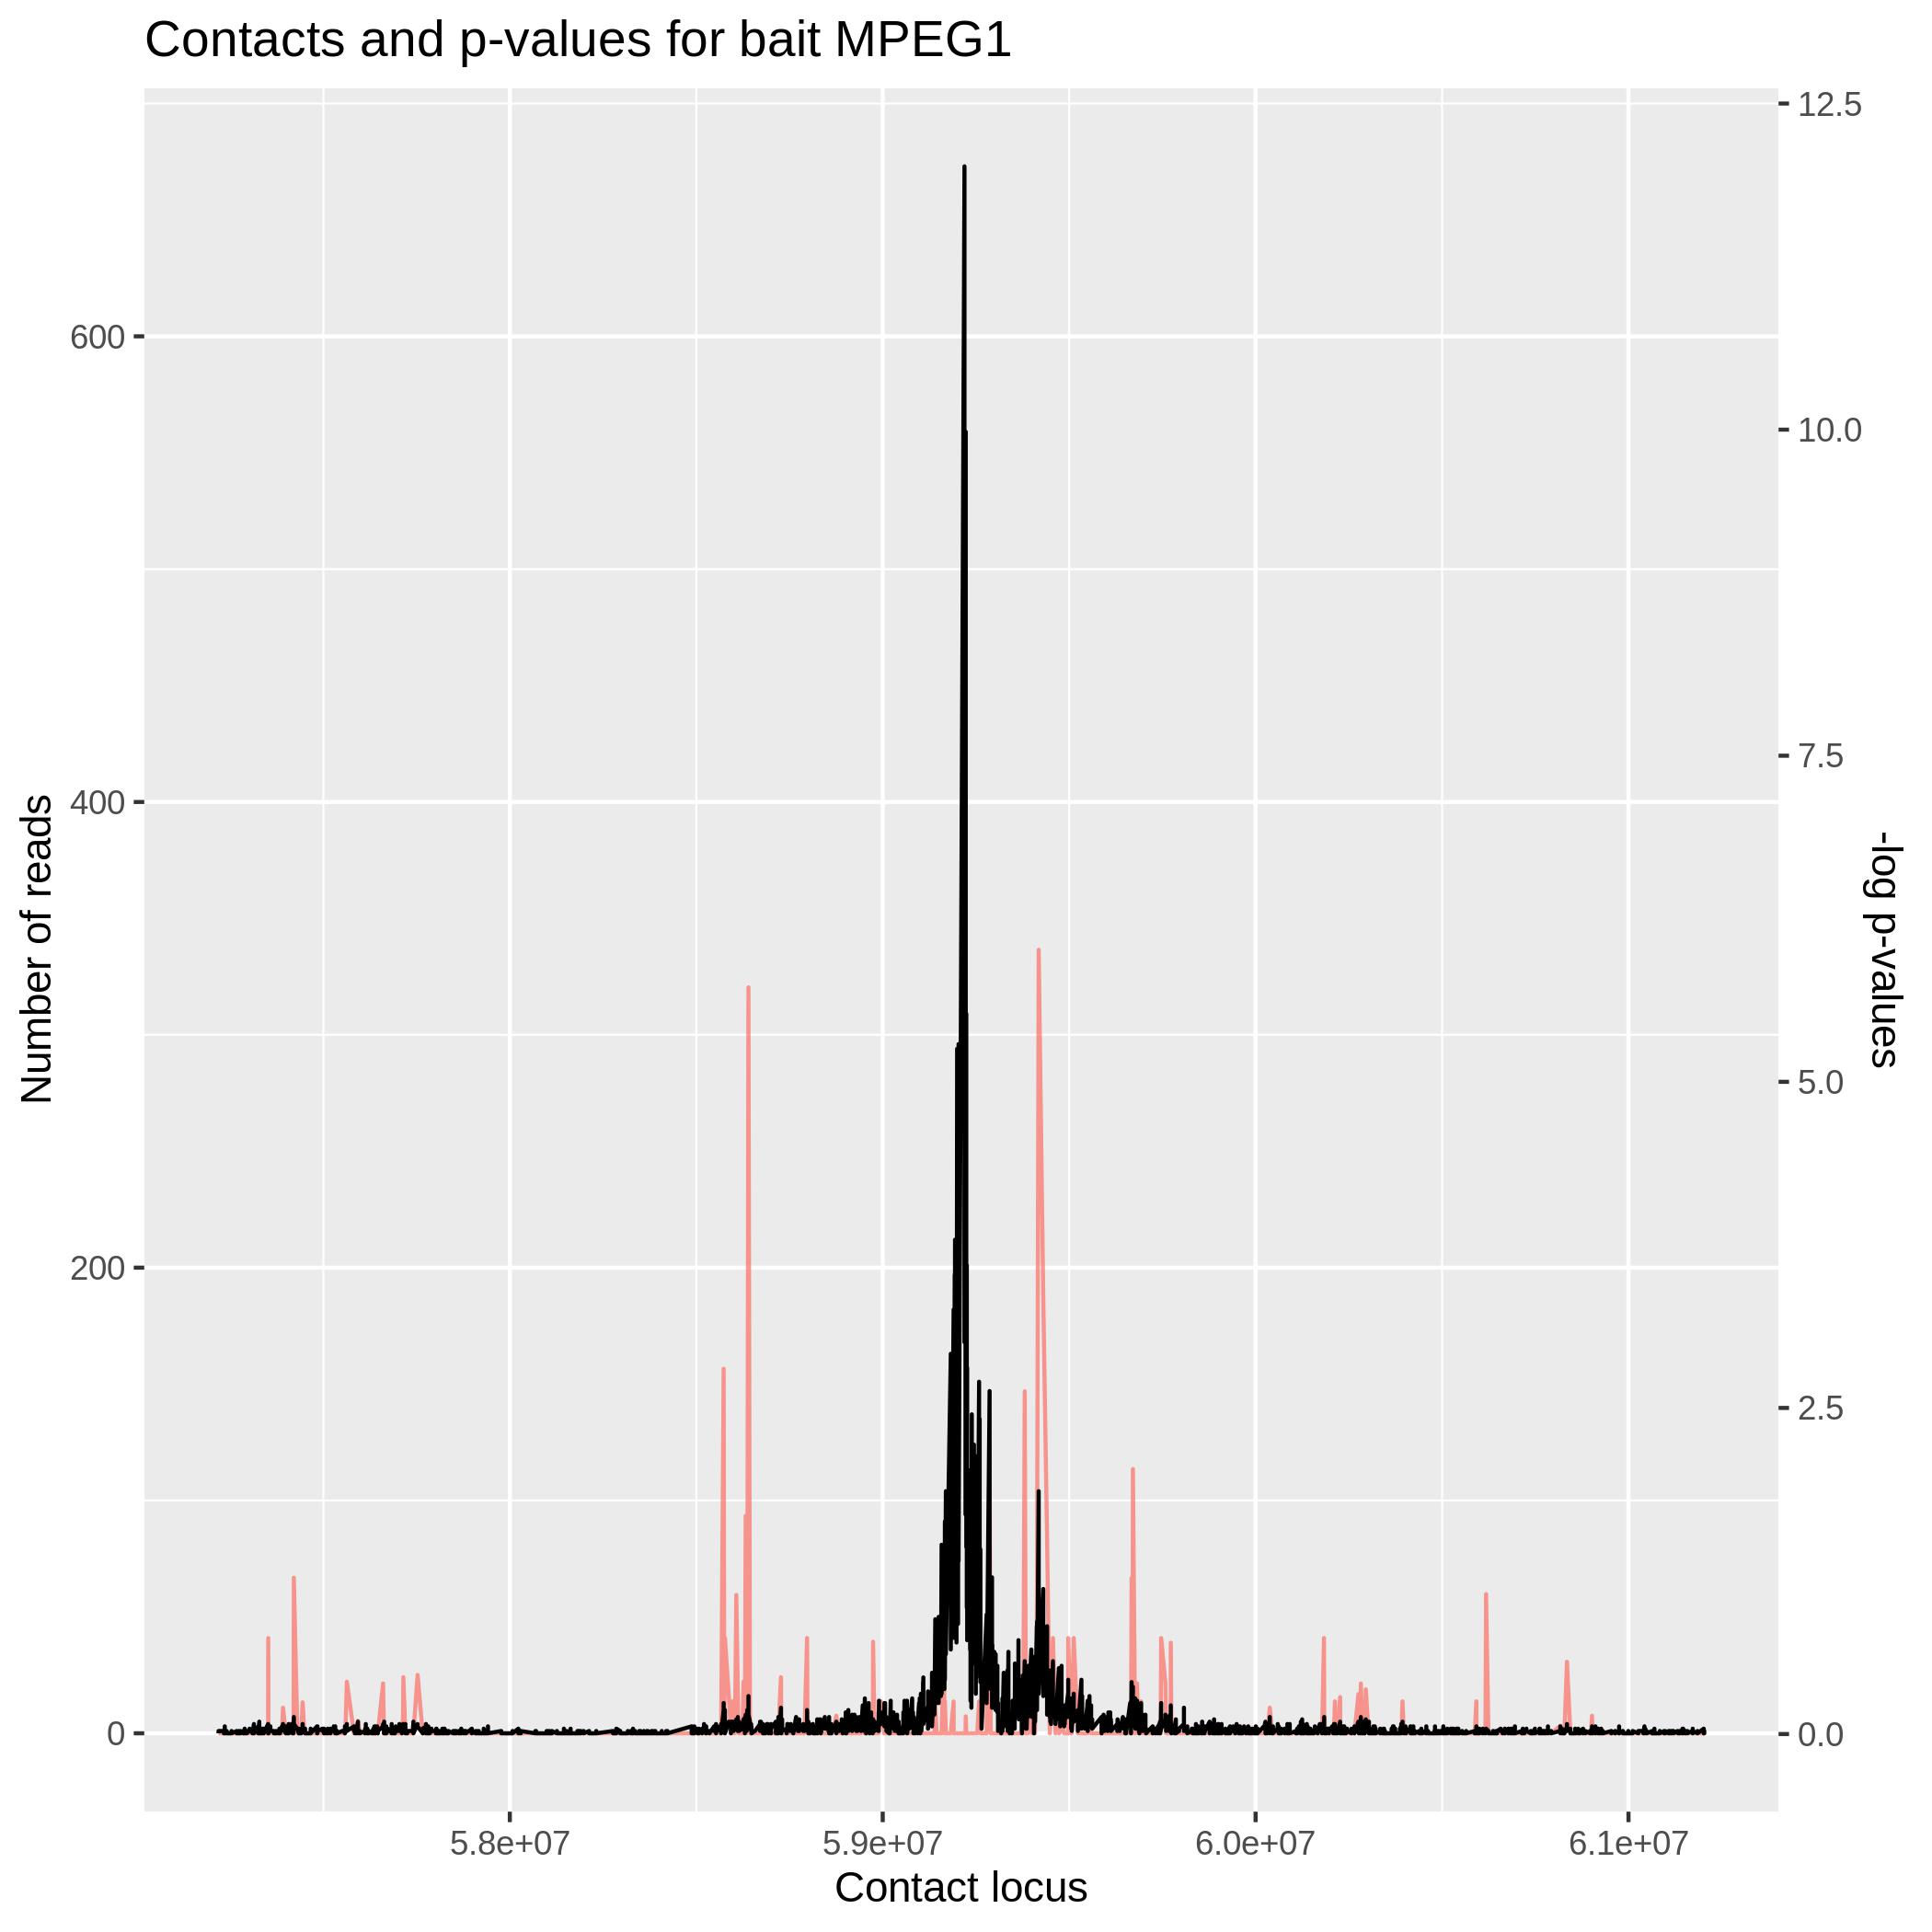 Contacts and p-values for bait MPEG1
12.5
600
10.0
7.5
400
Number of reads
-log p-values
5.0
200
2.5
0
0.0
5.8e+07
5.9e+07
6.0e+07
6.1e+07
Contact locus